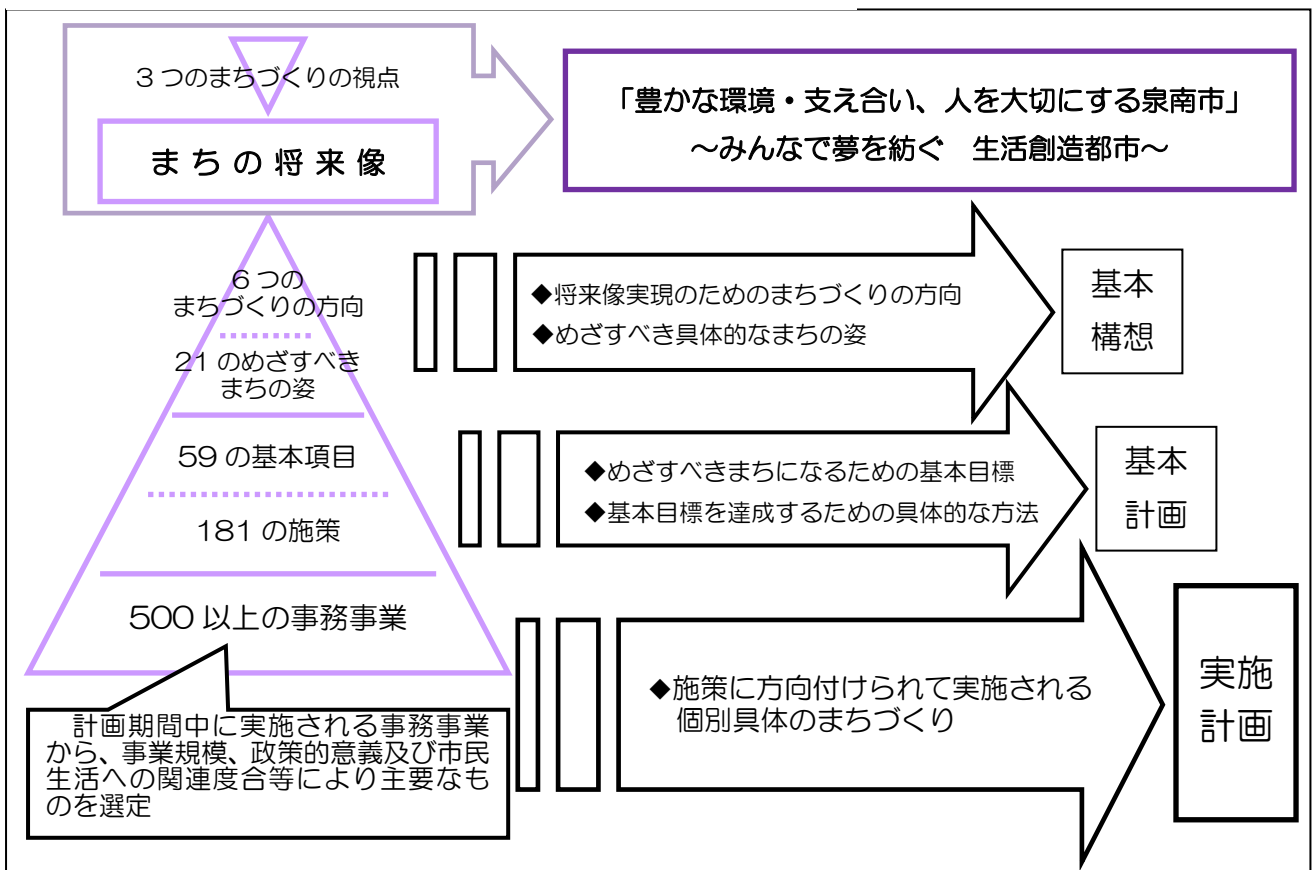 3つのまちづくりの視点
まちの将来像
「豊かな環境・支え合い、人を大切にする泉南市」
～みんなで夢を紡ぐ　生活創造都市～
6つの
まちづくりの方向
21のめざすべき
まちの姿
◆将来像実現のためのまちづくりの方向
◆めざすべき具体的なまちの姿
基本
構想
59の基本項目
181の施策
◆めざすべきまちになるための基本目標
◆基本目標を達成するための具体的な方法
基本
計画
500以上の事務事業
◆施策に方向付けられて実施される
個別具体のまちづくり
実施
計画
計画期間中に実施される事務事業
から、事業規模、政策的意義及び市民
生活への関連度合等により主要なも
のを選定